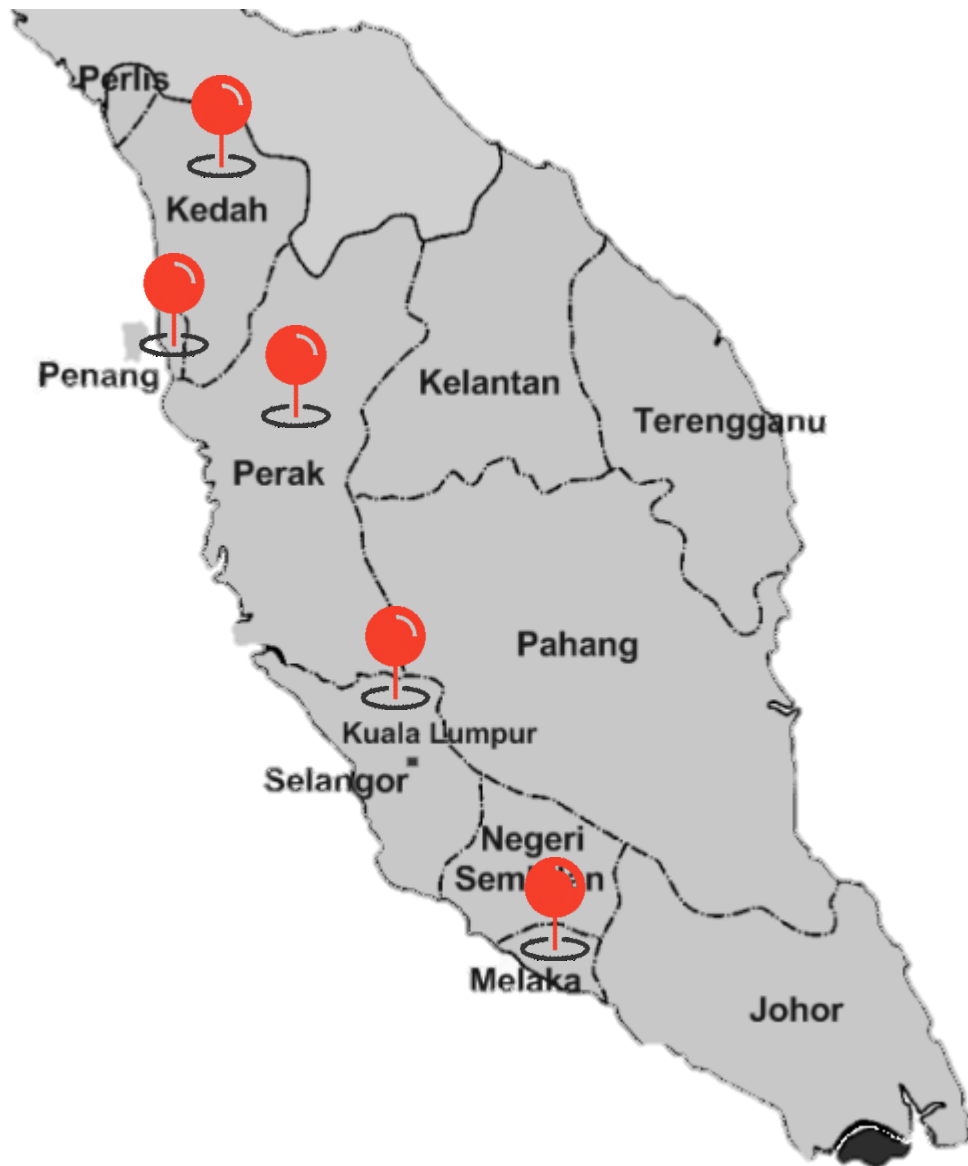 Perlis
Kedah
Penang
Kelantan
Terengganu
Perak
Pahang
Kuala Lumpur
Selangor
Negeri
Melaka
Johor